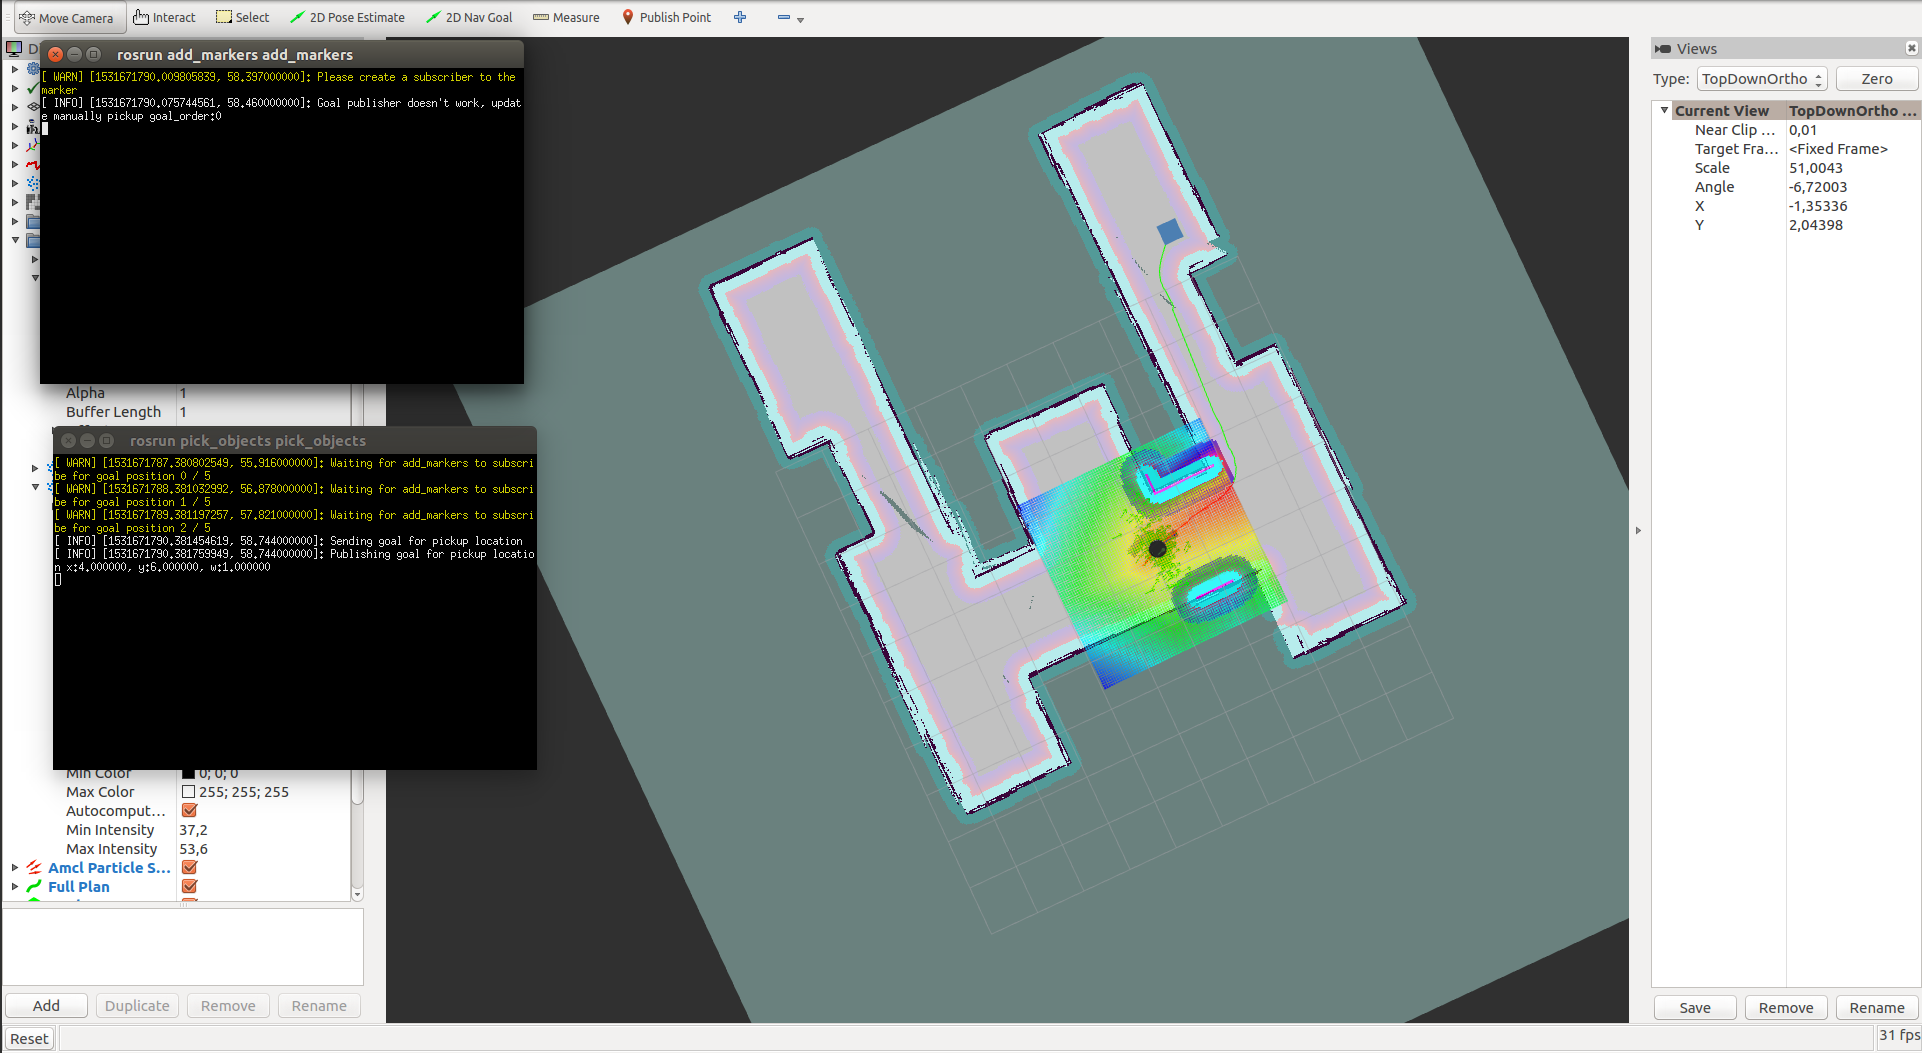 Move Camera Interact Select 2D Pose Estimate 2D Nav Goal Measure Publish Point
D
rosrun add_markers add_markers
[ WARN] [1531671790.009805839, 58.397000000]: Please create a subscriber to the
marker
[ INFO] [1531671790.075744561, 58.460000000]: Goal publisher doesn't work, updat
e manually pickup goal_order:0
Alpha 1
Buffer Length 1
rosrun pick_objects pick_objects
[ WARN] [1531671787.380802549, 55.916000000]: Waiting for add_markers to subscri
be for goal position 0 / 5
[ WARN] [1531671788.381032992, 56.878000000]: Waiting for add_markers to subscri
be for goal position 1 / 5
[ WARN] [1531671789.381197257, 57.821000000]: Waiting for add_markers to subscri
be for goal position 2 / 5
[ INFO] [1531671790.381454619, 58.744000000]: Sending goal for pickup location
[ INFO] [1531671790.381759949, 58.744000000]: Publishing goal for pickup locatio
n x:4.000000, y:6.000000, w:1.000000
Min Color 0; 0; 0
Max Color 255; 255; 255
Autocomput...
Min Intensity 37,2
Max Intensity 53,6
Amcl Particle S...
Full Plan
Add Duplicate Remove Rename
Reset
Views
Type: TopDownOrtho Zero
Current View TopDownOrtho ...
Near Clip ... 0,01
Target Fra... <Fixed Frame>
Scale 51,0043
Angle -6,72003
X -1,35336
Y 2,04398
Save Remove Rename
31 fps